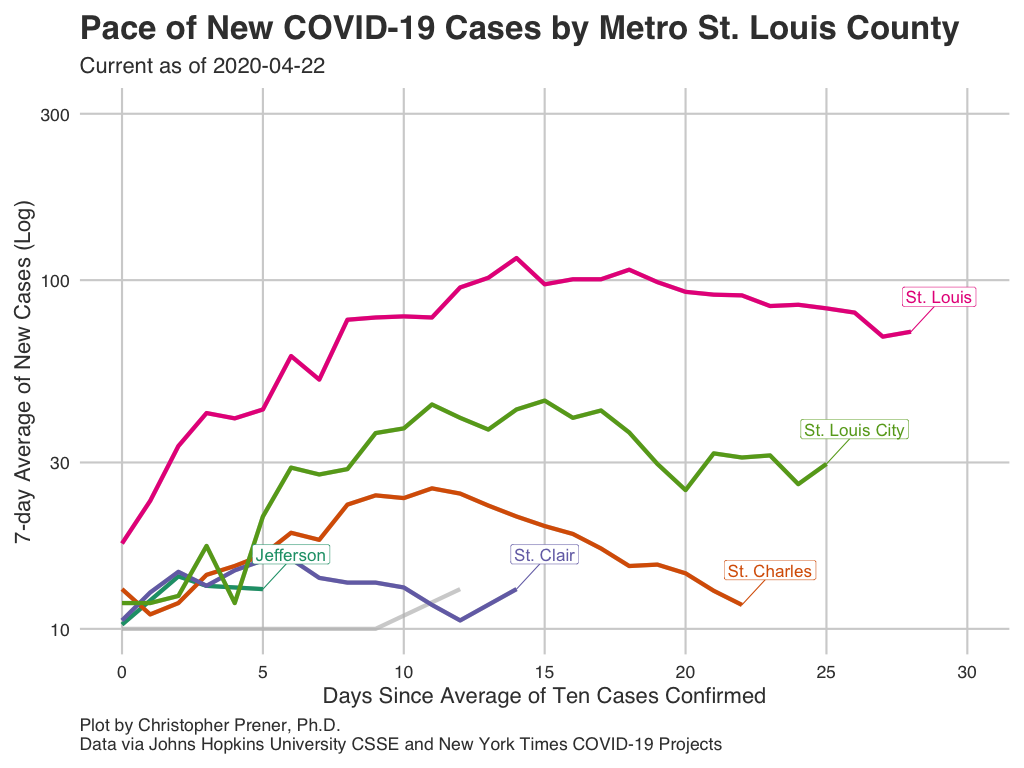 Pace of New COVID-19 Cases by Metro St. Louis County
Current as of 2020-04-22
7-day Average of New Cases (Log)
300
100
30
10
St. Louis
St. Louis City
Jefferson
St. Clair
St. Charles
0 5 10 15 20 25 30
Days Since Average of Ten Cases Confirmed
Plot by Christopher Prener, Ph.D.
Data via Johns Hopkins University CSSE and New York Times COVID-19 Projects